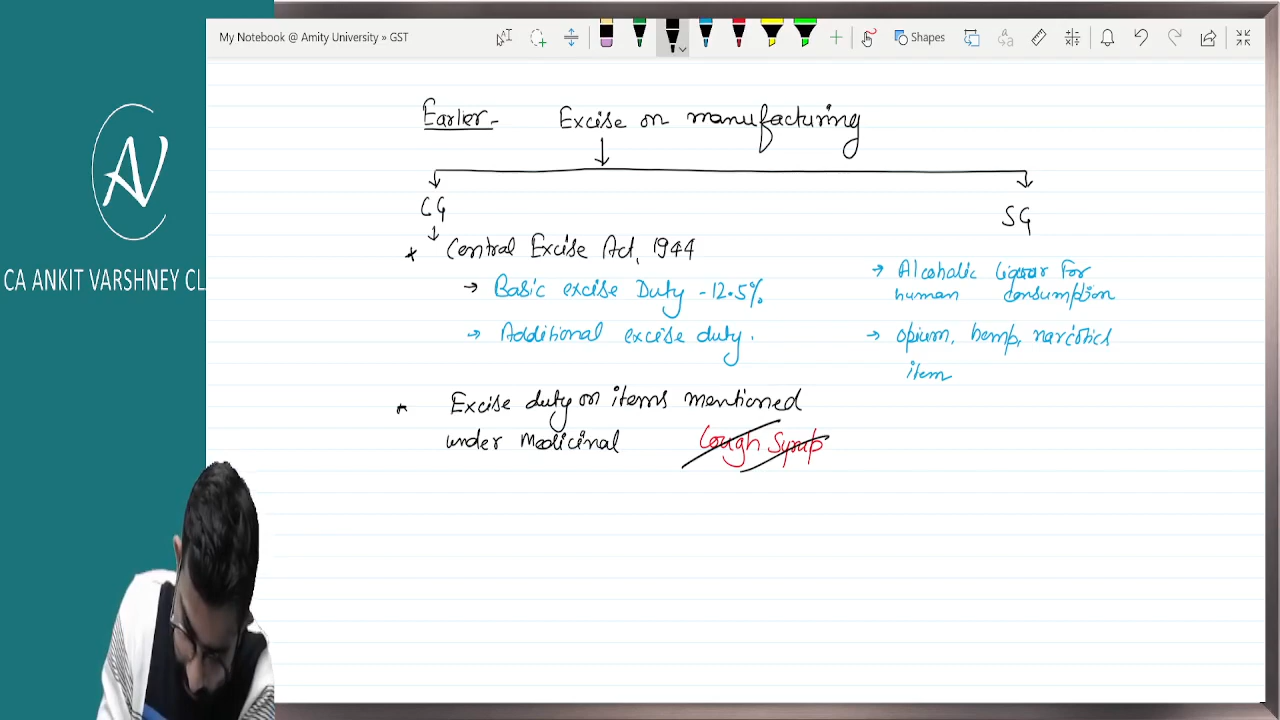 My Notebook @ Amity University » GST
Shapes
Earlier- Excise on manufacturing
CG
SG
* Central Excise Act, 1944
→ Basic excise Duty - 12.5%
→ Additional excise duty.
→ Alcoholic liquor For
human consumption
→ opium, hemp, narcotics
item
* Excise duty on items mentioned
under Medicinal Cough Syrup
AV
CA ANKIT VARSHNEY CL